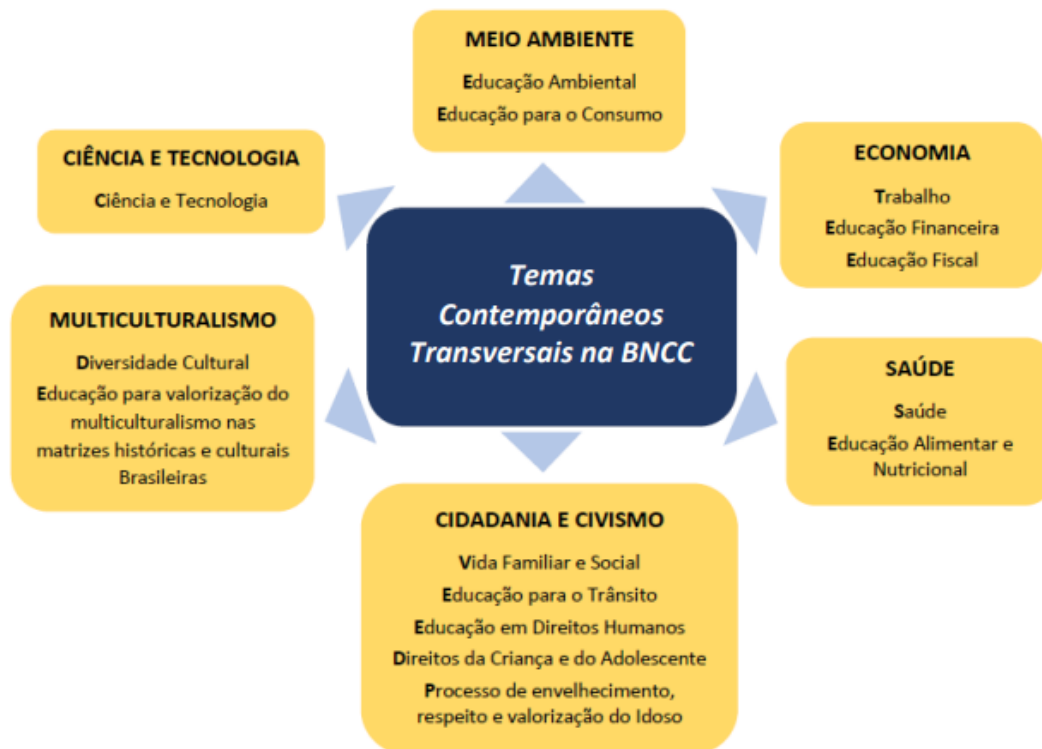 MEIO AMBIENTE
Educação Ambiental
Educação para o Consumo
CIÊNCIA E TECNOLOGIA
Ciência e Tecnologia
ECONOMIA
Trabalho
Educação Financeira
Educação Fiscal
Temas
Contemporâneos
Transversais na BNCC
MULTICULTURALISMO
Diversidade Cultural
Educação para valorização do
multiculturalismo nas
matrizes históricas e culturais
Brasileiras
SAÚDE
Saúde
Educação Alimentar e
Nutricional
CIDADANIA E CIVISMO
Vida Familiar e Social
Educação para o Trânsito
Educação em Direitos Humanos
Direitos da Criança e do Adolescente
Processo de envelhecimento,
respeito e valorização do Idoso